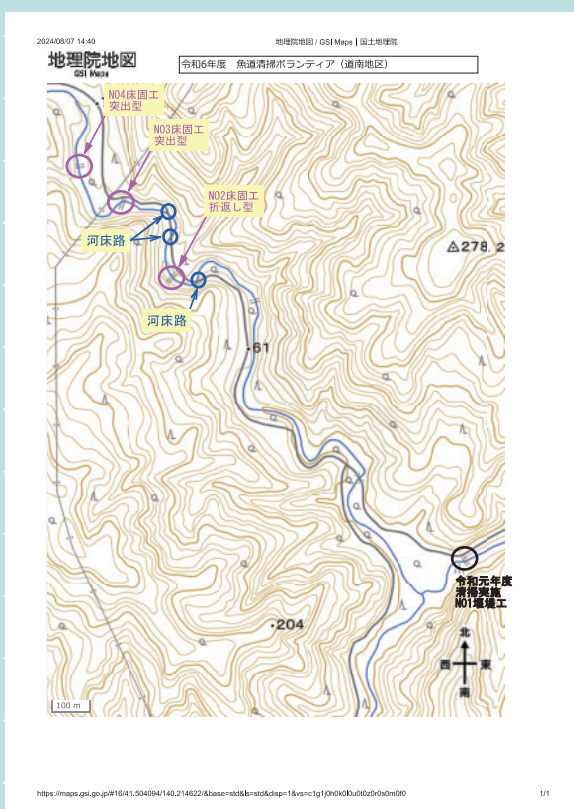 2024/08/07 14:40
地理院地図 / GSI Maps｜国土地理院
地理院地図
GSI Maps
令和6年度　魚道清掃ボランティア（道南地区）
NO4床固工
突出型
NO3床固工
突出型
NO2床固工
折返し型
河床路
河床路
278.2
61
204
令和元年度
清掃実施
NO1堰堤工
北
西
東
南
100 m
https://maps.gsi.go.jp/#16/41.504094/140.214622/&base=std&ls=std&disp=1&vs=c1g1j0h0k0l0u0t0z0r0s0m0f0
1/1